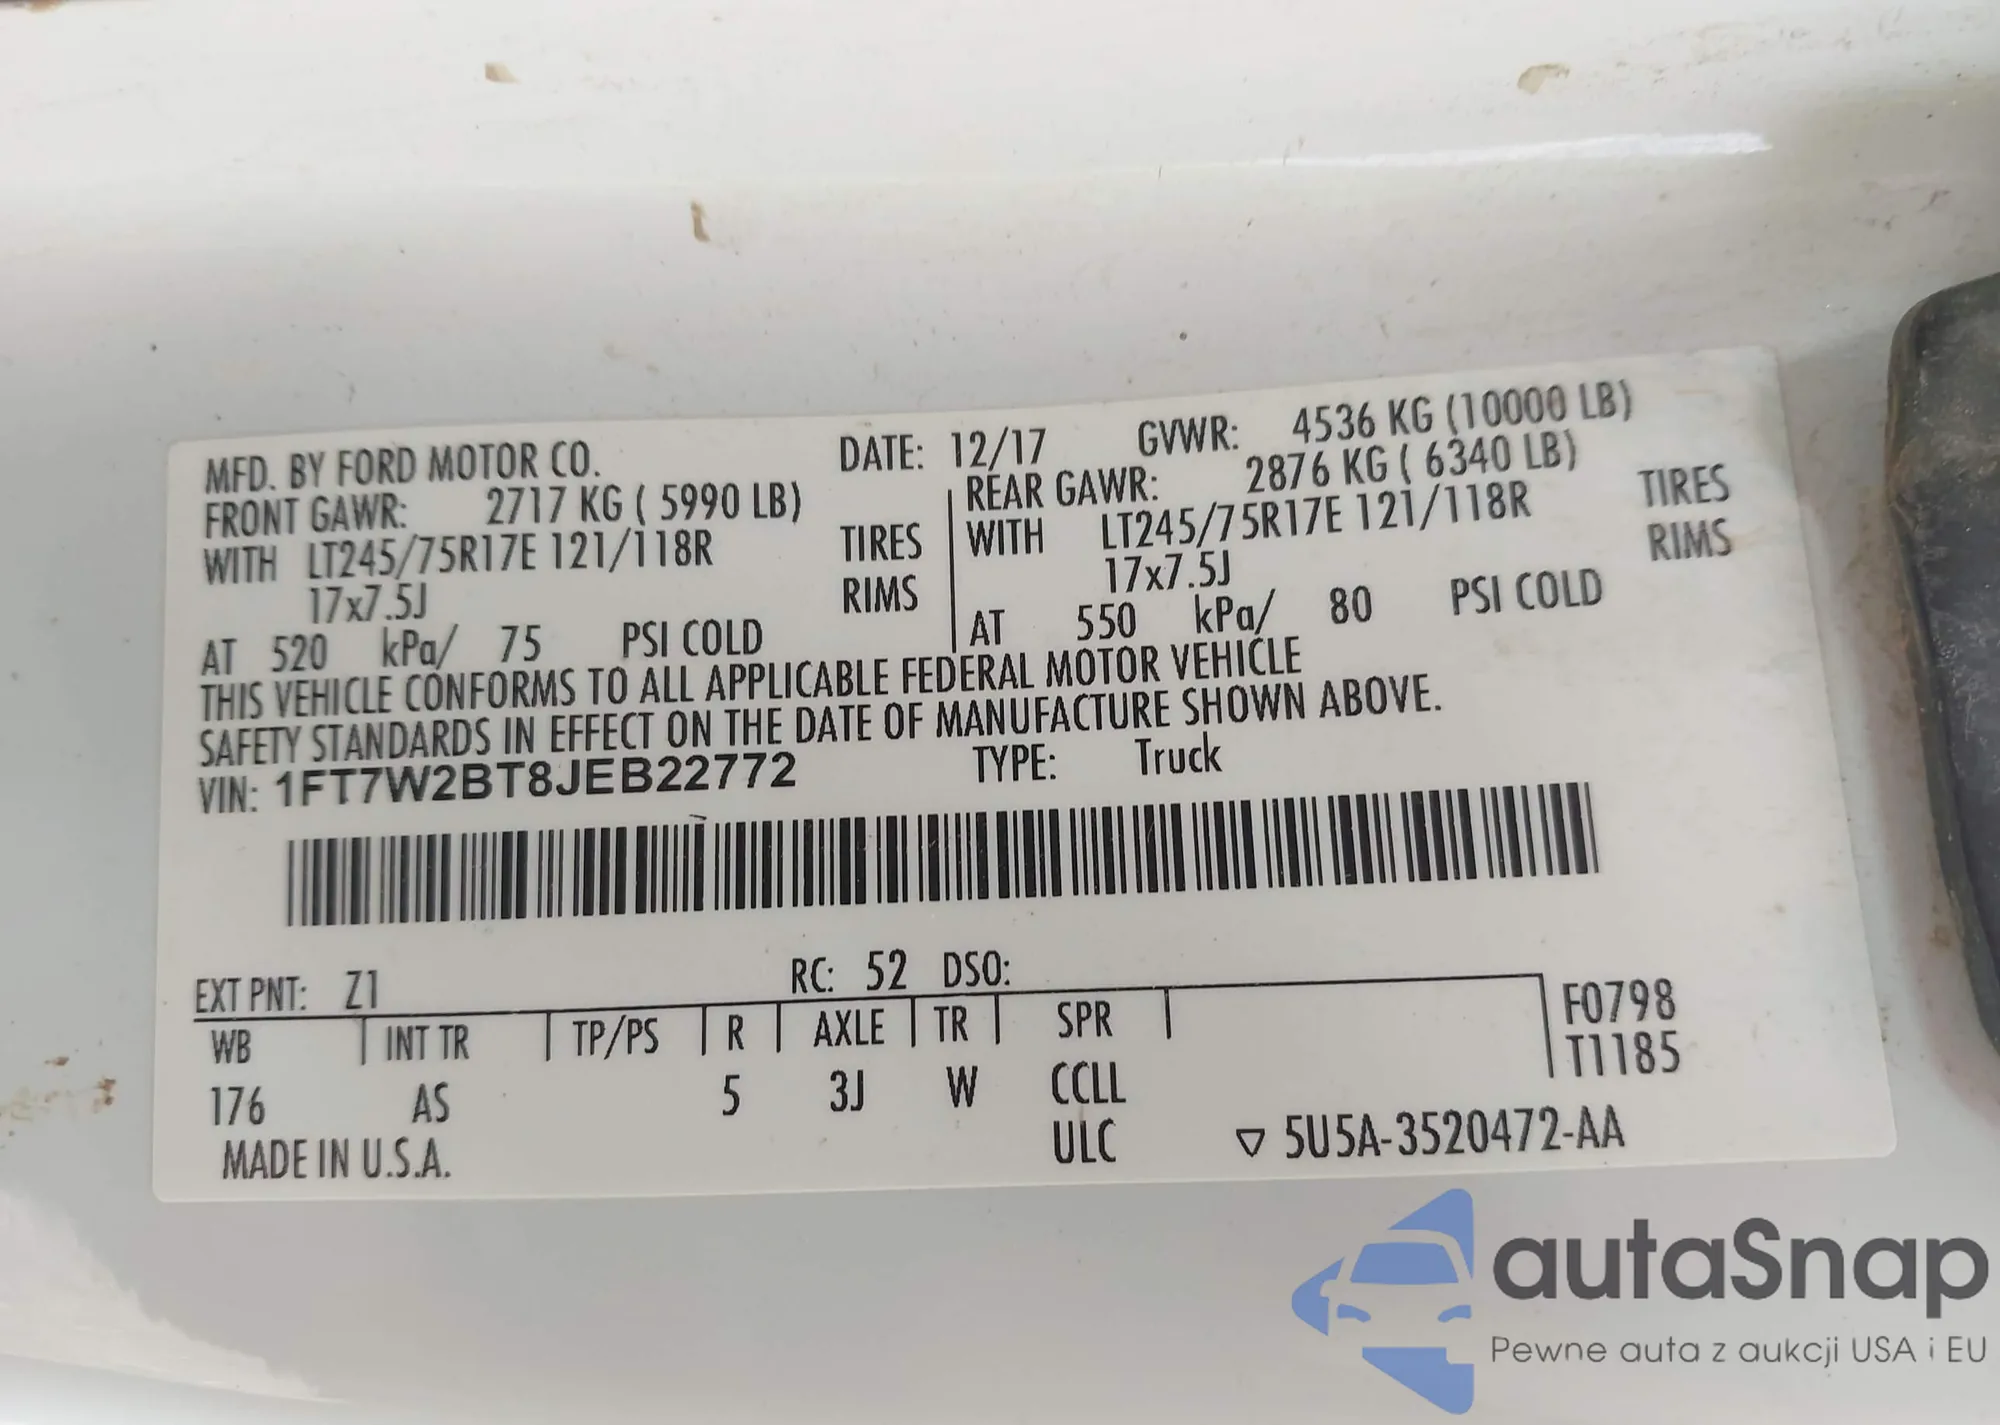 MFD. BY FORD MOTOR CO. DATE: 12/17 GVWR: 4536 KG (10000 LB)
FRONT GAWR: 2717 KG ( 5990 LB) REAR GAWR: 2876 KG ( 6340 LB)
WITH LT245/75R17E 121/118R TIRES WITH LT245/75R17E 121/118R TIRES
17x7.5J RIMS 17x7.5J RIMS
AT 520 kPa/ 75 PSI COLD AT 550 kPa/ 80 PSI COLD
THIS VEHICLE CONFORMS TO ALL APPLICABLE FEDERAL MOTOR VEHICLE
SAFETY STANDARDS IN EFFECT ON THE DATE OF MANUFACTURE SHOWN ABOVE.
VIN: 1FT7W2BT8JEB22772 TYPE: Truck
EXT PNT: Z1 RC: 52 DSO:
WB INT TR TP/PS R AXLE TR SPR F0798
T1185
176 AS 5 3J W CCLL
MADE IN U.S.A. ULC ▽ 5U5A-3520472-AA
autaSnap
Pewne auta z aukcji USA i EU